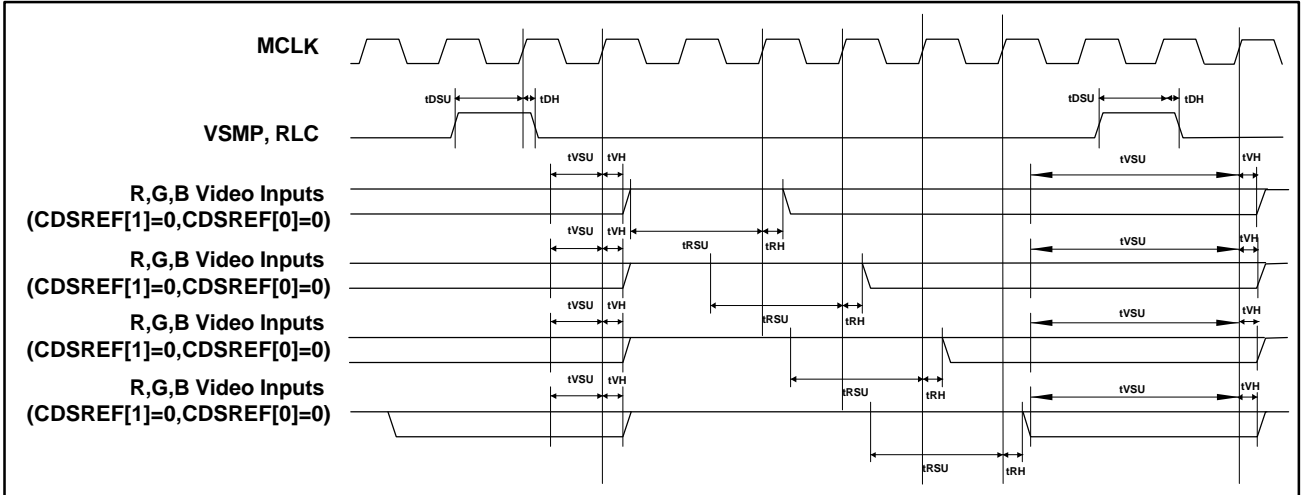 MCLK
tDSU tDH tDSU tDH
VSMP, RLC
tVSU tVH tVSU tVH
R,G,B Video Inputs
(CDSREF[1]=0,CDSREF[0]=0)
tVSU tVH tRSU tRH tVSU tVH
R,G,B Video Inputs
(CDSREF[1]=0,CDSREF[0]=0)
tVSU tVH tRSU tRH tVSU tVH
R,G,B Video Inputs
(CDSREF[1]=0,CDSREF[0]=0)
tVSU tVH tRSU tRH tVSU tVH
R,G,B Video Inputs
(CDSREF[1]=0,CDSREF[0]=0)
tRSU tRH